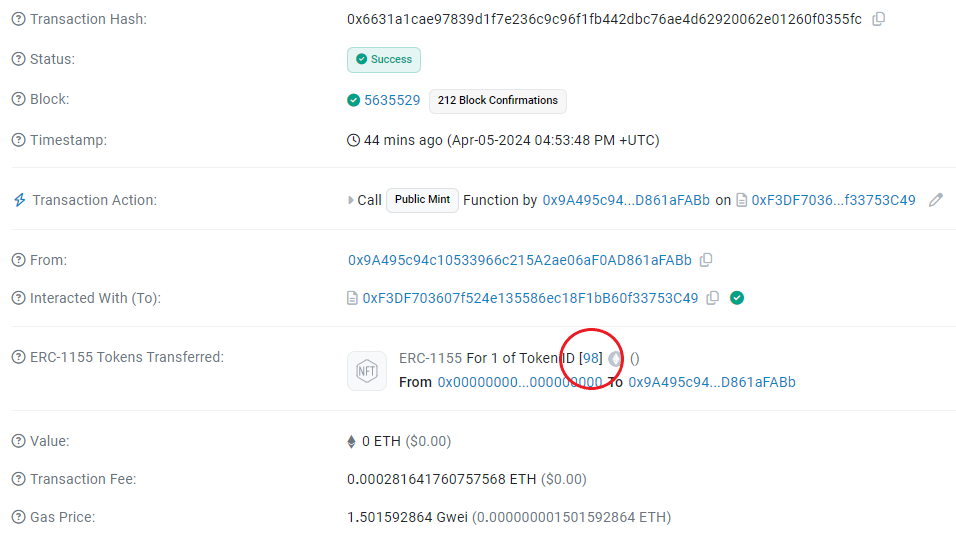 Transaction Hash: 0x6631a1cae97839d1f7e236c9c96f1fb442dbc76ae4d62920062e01260f0355fc
Status: Success
Block: 5635529 212 Block Confirmations
Timestamp: 44 mins ago (Apr-05-2024 04:53:48 PM +UTC)
Transaction Action: Call Public Mint Function by 0x9A495c94...D861aFABb on 0xF3DF7036...f33753C49
From: 0x9A495c94c10533966c215A2ae06aF0AD861aFABb
Interacted With (To): 0xF3DF703607f524e135586ec18F1bB60f33753C49
ERC-1155 Tokens Transferred: ERC-1155 For 1 of Token ID [98] ()
NFT
From 0x00000000...000000000 To 0x9A495c94...D861aFABb
Value: 0 ETH ($0.00)
Transaction Fee: 0.000281641760757568 ETH ($0.00)
Gas Price: 1.501592864 Gwei (0.000000001501592864 ETH)